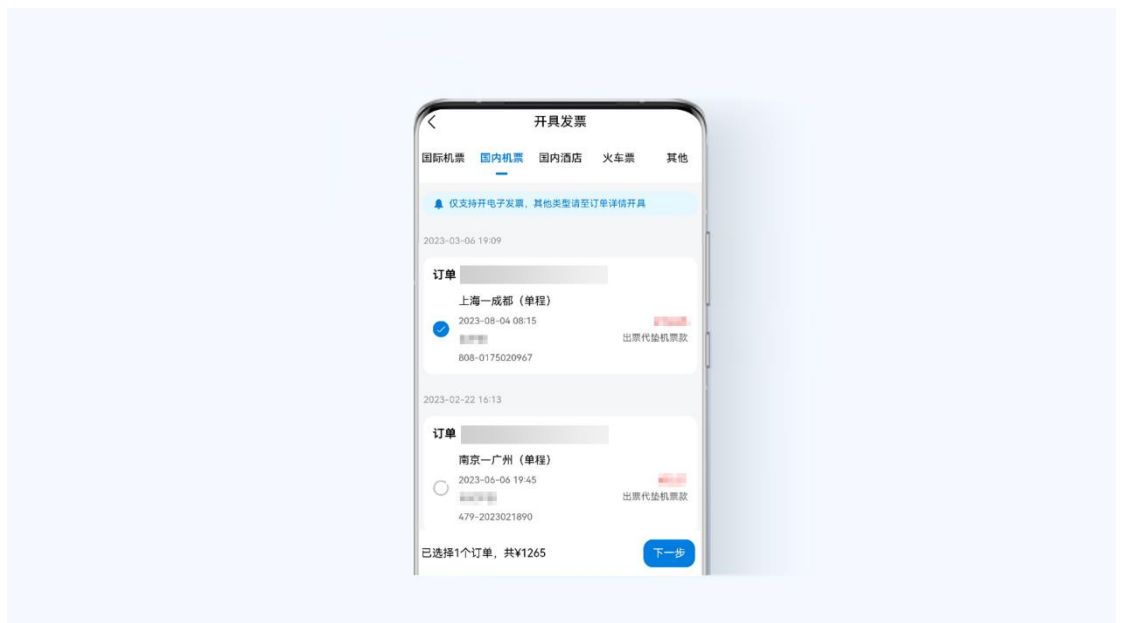 开具发票
国际机票 国内机票 国内酒店 火车票 其他
仅支持开电子发票，其他类型请至订单详情开具
2023-03-06 19:09
订单
上海一成都（单程）
2023-08-04 08:15
出票代垫机票款
808-0175020967
2023-02-22 16:13
订单
南京一广州（单程）
2023-06-06 19:45
出票代垫机票款
479-2023021890
已选择1个订单，共¥1265 下一步